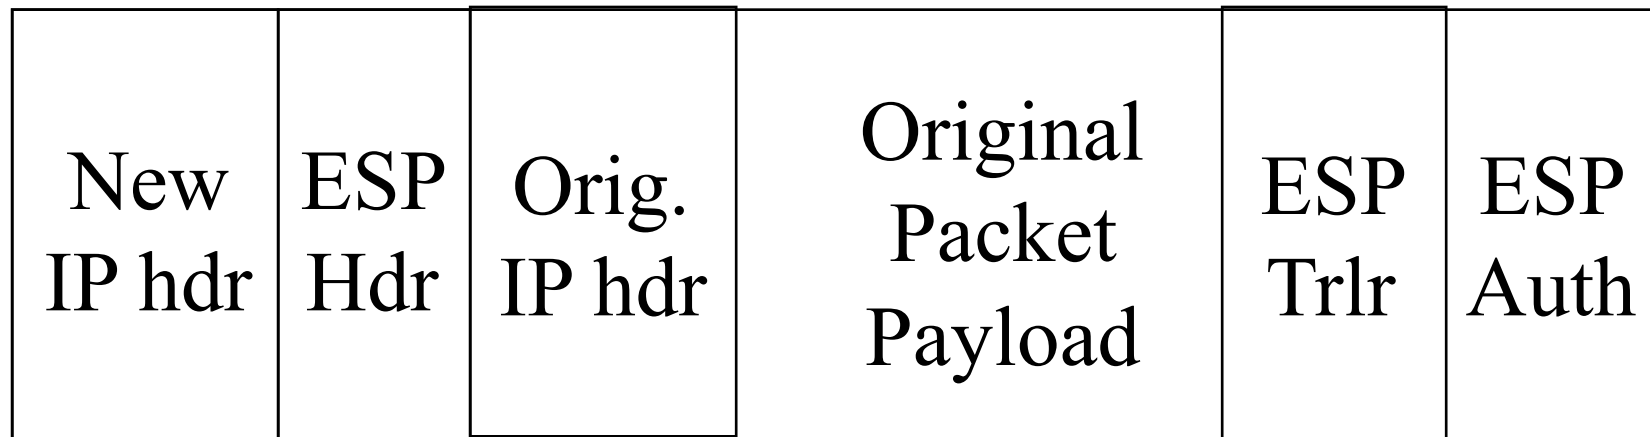 New
IP hdr
ESP
Hdr
Orig.
IP hdr
Original
Packet
Payload
ESP
Trlr
ESP
Auth